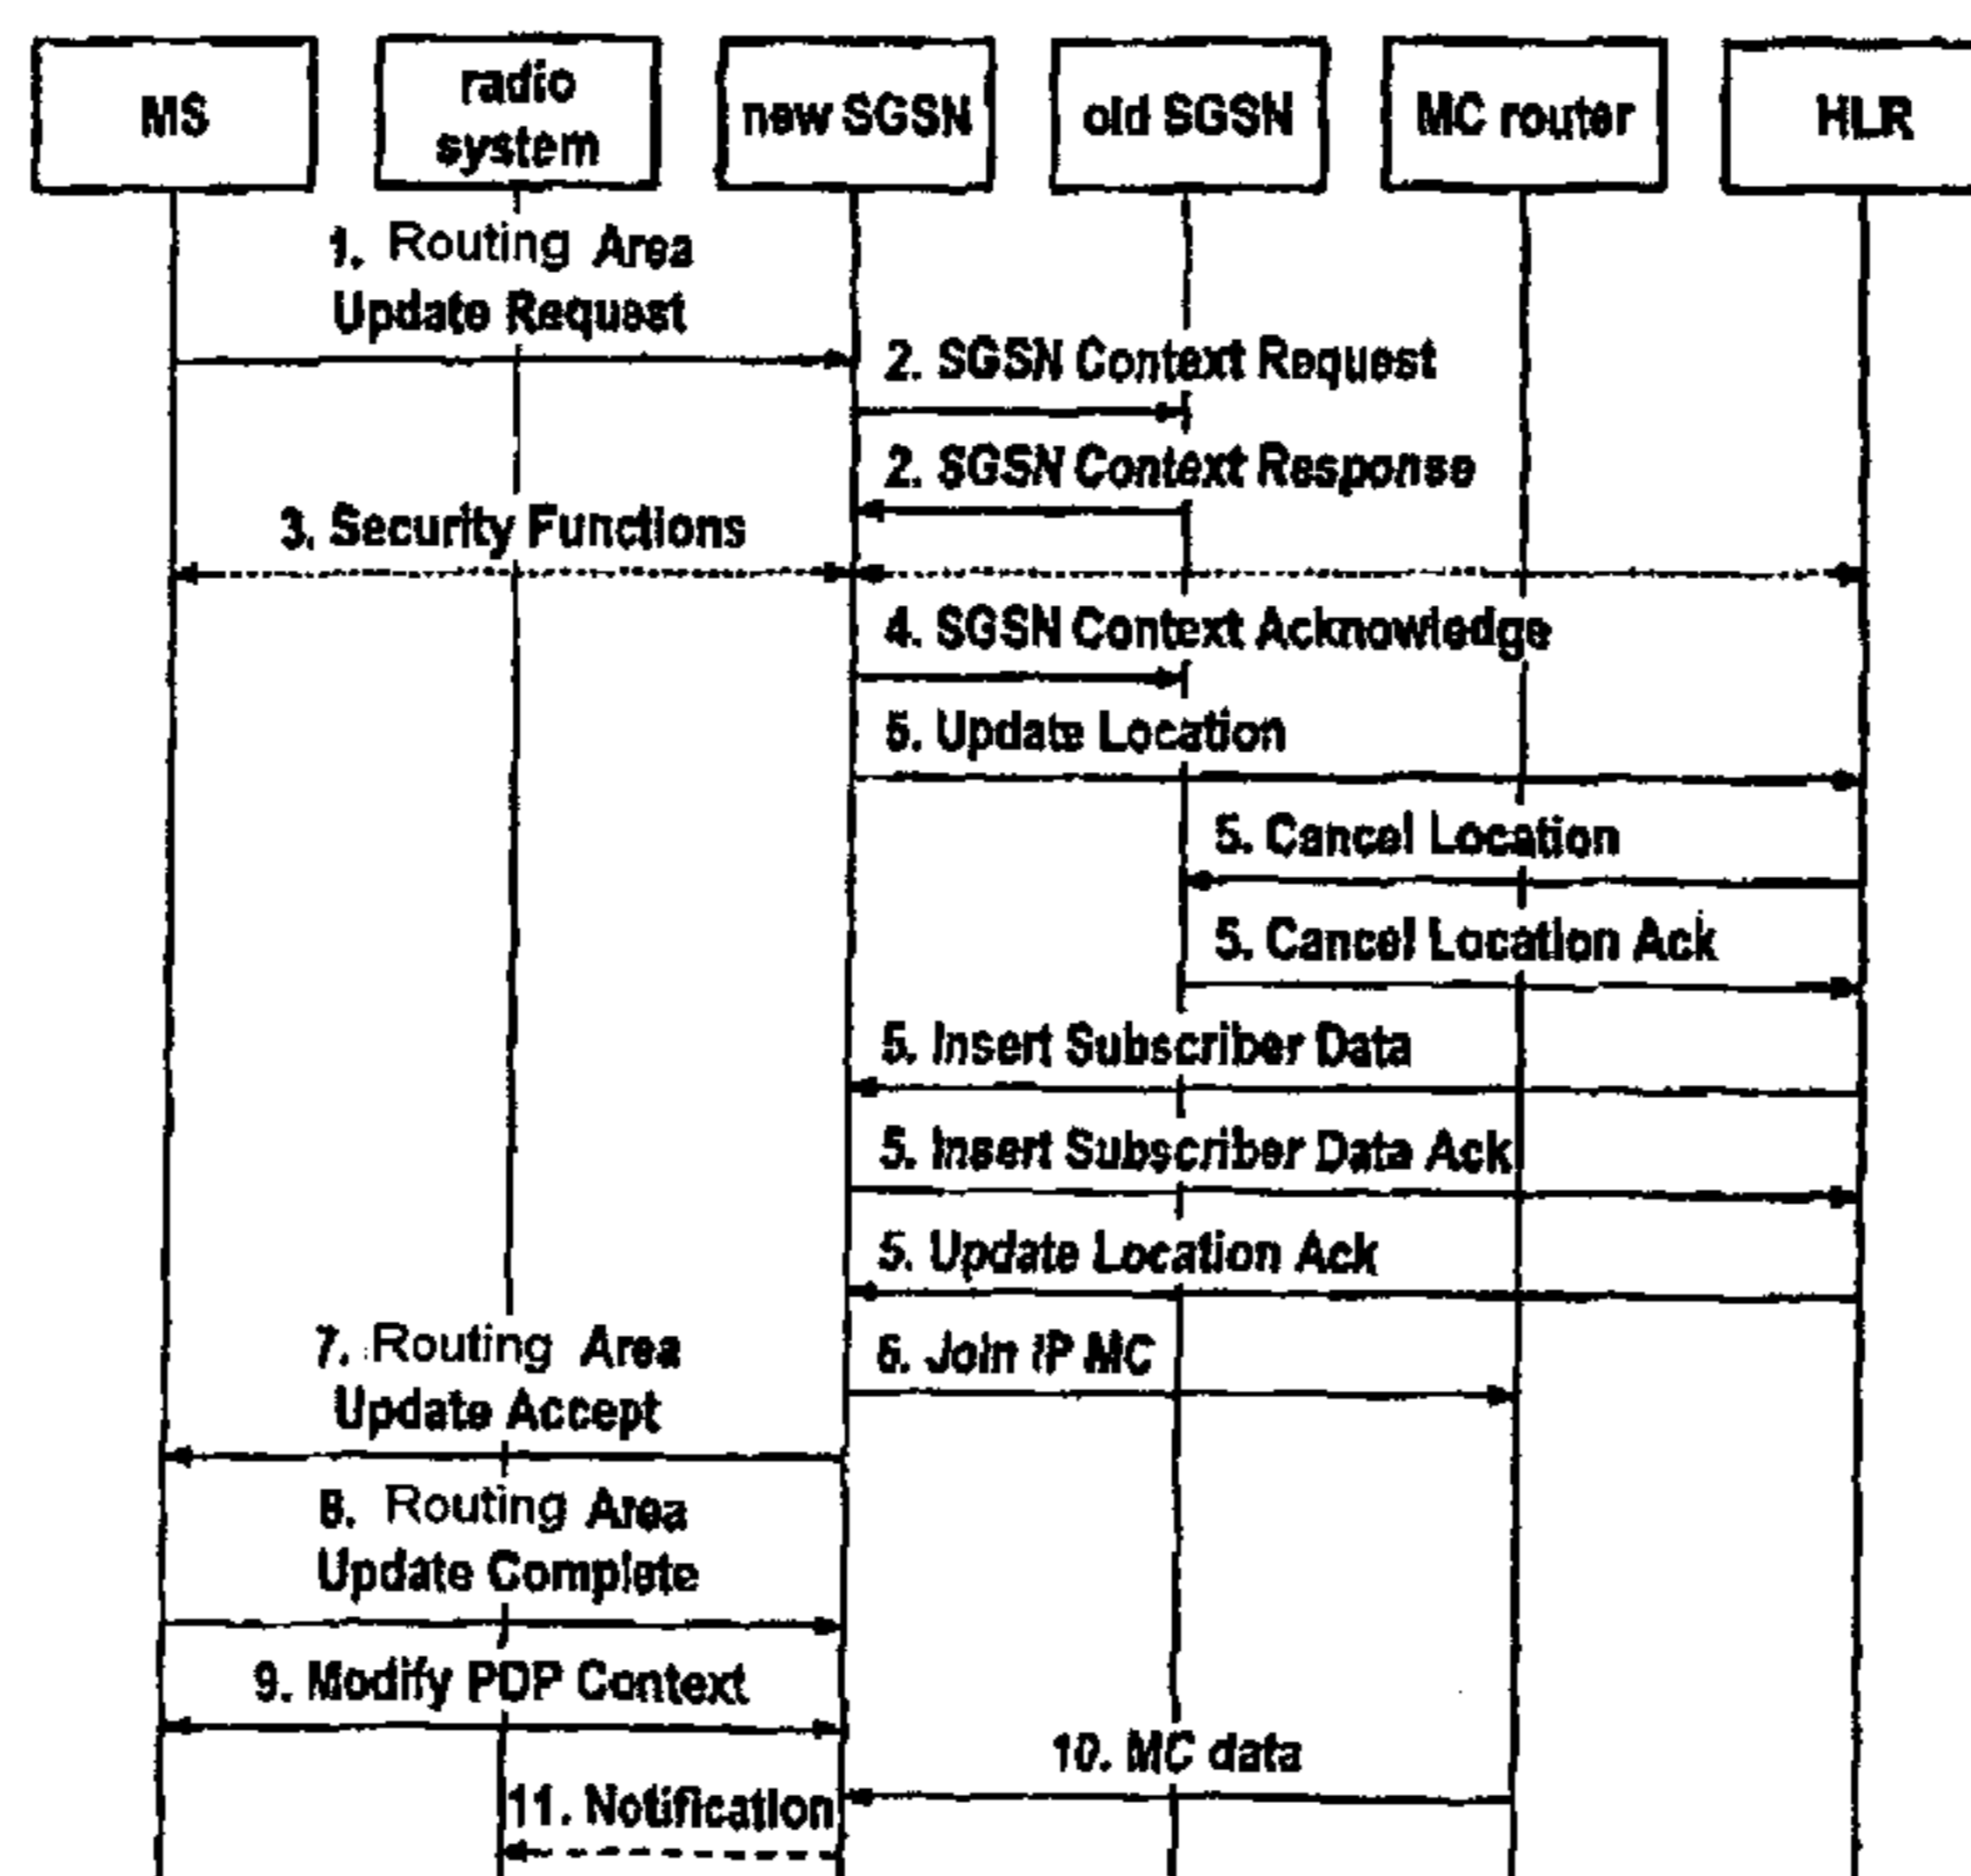 MS
radio
system
new SGSN
old SGSN
MC router
HLR
1. Routing Area
Update Request
2. SGSN Context Request
2. SGSN Context Response
3. Security Functions
4. SGSN Context Acknowledge
5. Update Location
5. Cancel Location
5. Cancel Location Ack
5. Insert Subscriber Data
5. Insert Subscriber Data Ack
5. Update Location Ack
7. Routing Area
Update Accept
6. Join IP MC
8. Routing Area
Update Complete
9. Modify PDP Context
10. MC data
11. Notification